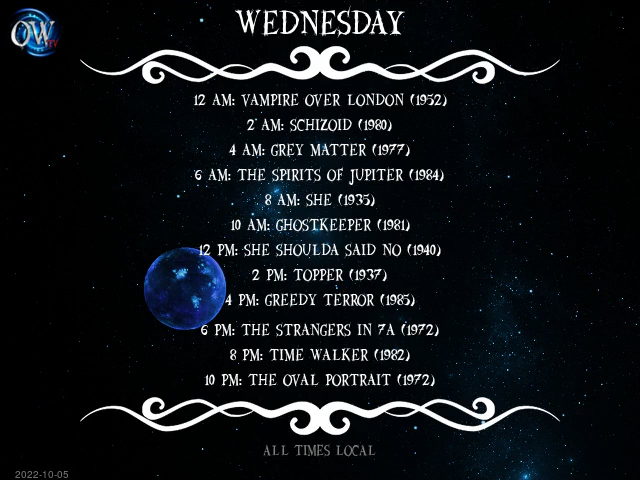 OW TV
WEDNESDAY
12 AM: VAMPIRE OVER LONDON (1952)
2 AM: SCHIZOID (1980)
4 AM: GREY MATTER (1977)
6 AM: THE SPIRITS OF JUPITER (1984)
8 AM: SHE (1935)
10 AM: GHOSTKEEPER (1981)
12 PM: SHE SHOULDA SAID NO (1940)
2 PM: TOPPER (1937)
4 PM: GREEDY TERROR (1985)
6 PM: THE STRANGERS IN 7A (1972)
8 PM: TIME WALKER (1982)
10 PM: THE OVAL PORTRAIT (1972)
ALL TIMES LOCAL
2022-10-05